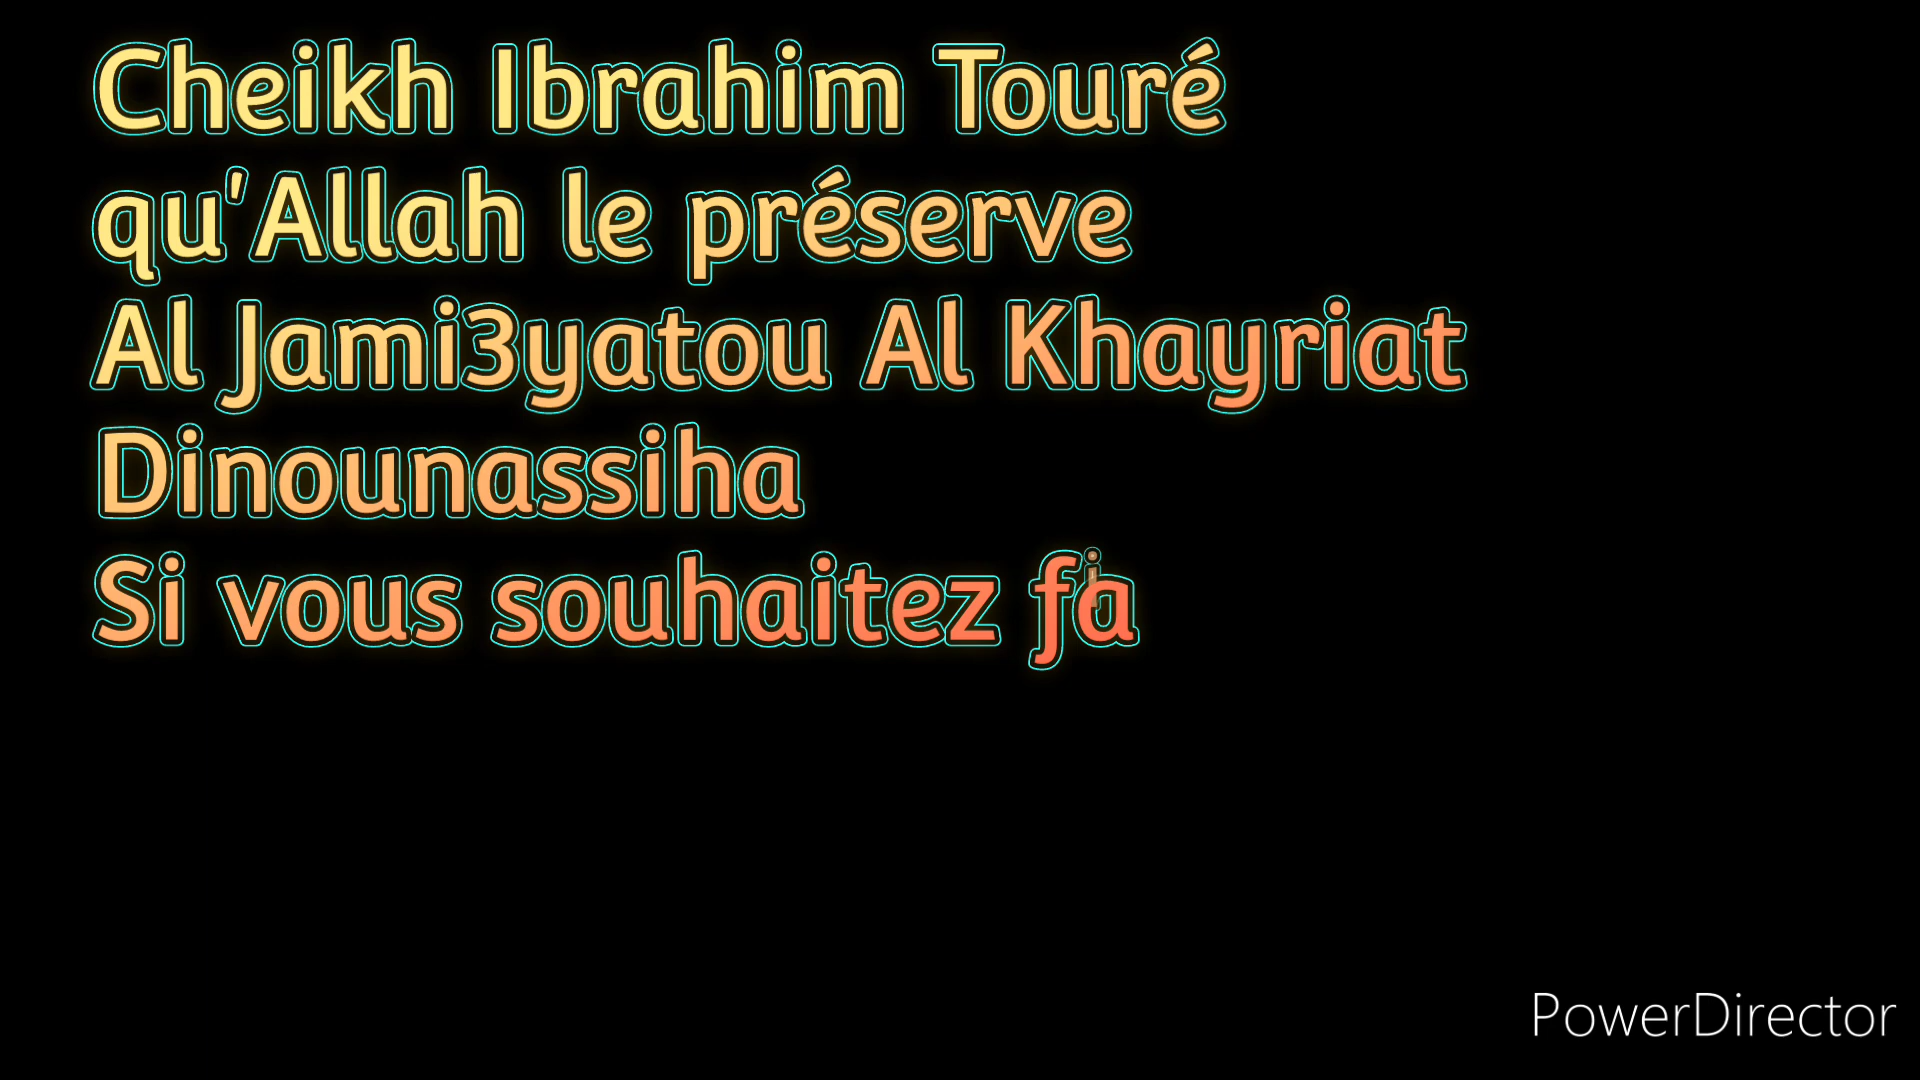 Cheikh Ibrahim Touré
qu'Allah le préserve
Al Jami3yatou Al Khayriat
Dinounassiha
Si vous souhaitez fa
PowerDirector